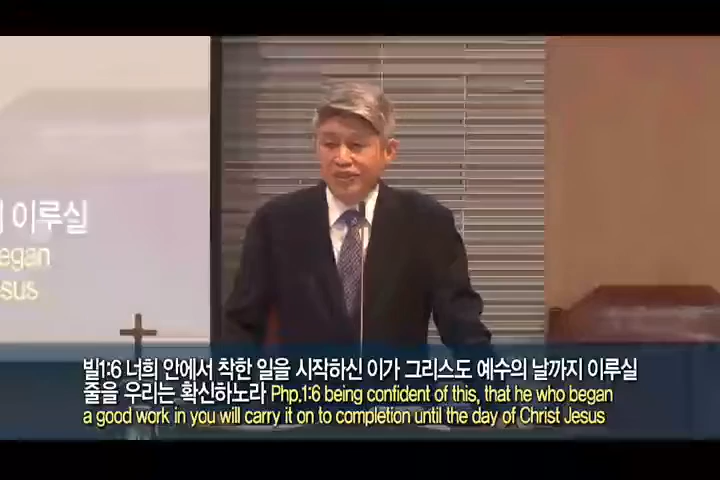 이루실
egan
sus
빌1:6 너희 안에서 착한 일을 시작하신 이가 그리스도 예수의 날까지 이루실
줄을 우리는 확신하노라 Php.1:6 being confident of this, that he who began
a good work in you will carry it on to completion until the day of Christ Jesus